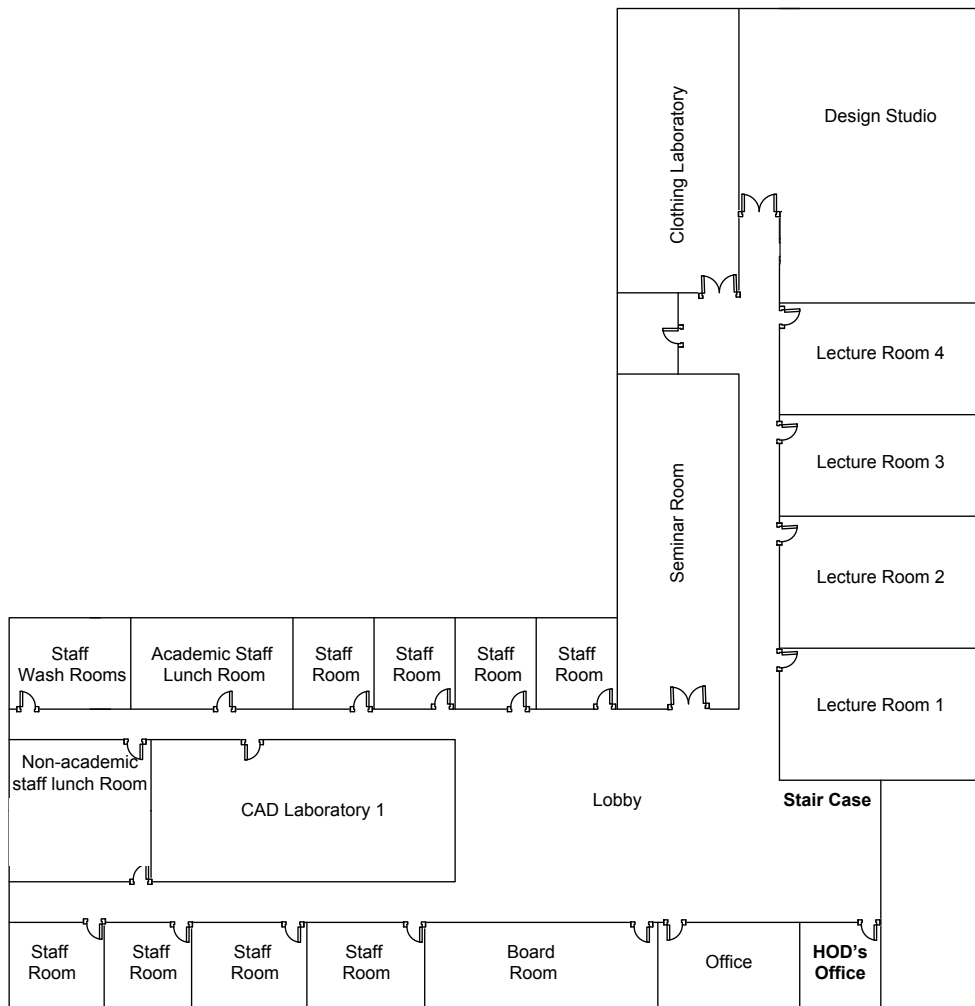 Clothing Laboratory
Design Studio
Lecture Room 4
Lecture Room 3
Seminar Room
Lecture Room 2
Staff
Wash Rooms
Academic Staff
Lunch Room
Staff
Room
Staff
Room
Staff
Room
Staff
Room
Lecture Room 1
Non-academic
staff lunch Room
CAD Laboratory 1
Lobby
Stair Case
Staff
Room
Staff
Room
Staff
Room
Staff
Room
Board
Room
Office
HOD's
Office